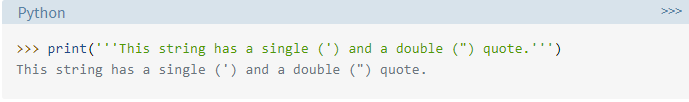 Python
>>>
>>> print('''This string has a single (') and a double (") quote.''')
This string has a single (') and a double (") quote.